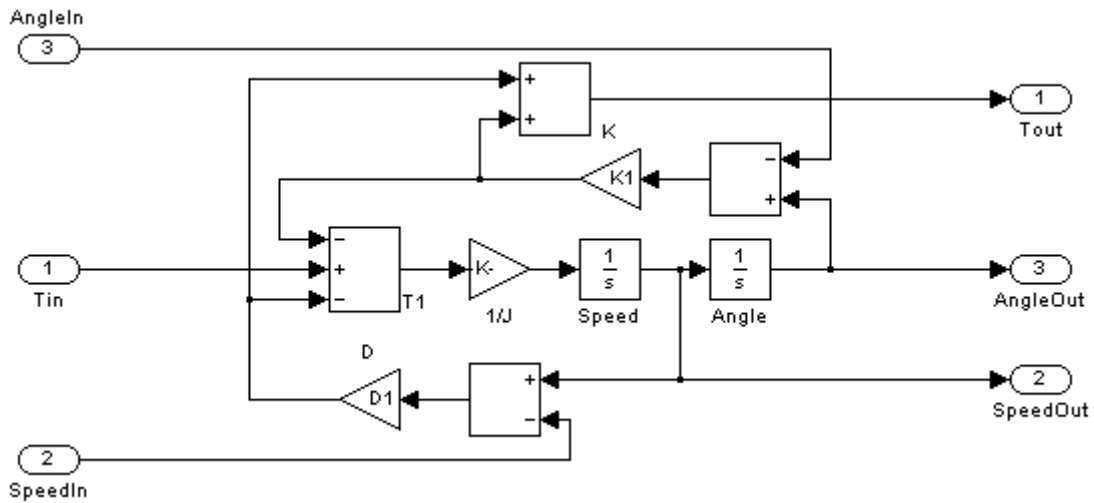 AngleIn
3
+
+
1
Tout
K
K1
−
+
−
+
−
1
Tin
T1
K-
1/J
1
s
Speed
1
s
Angle
3
AngleOut
D
D1
+
−
2
SpeedOut
2
SpeedIn